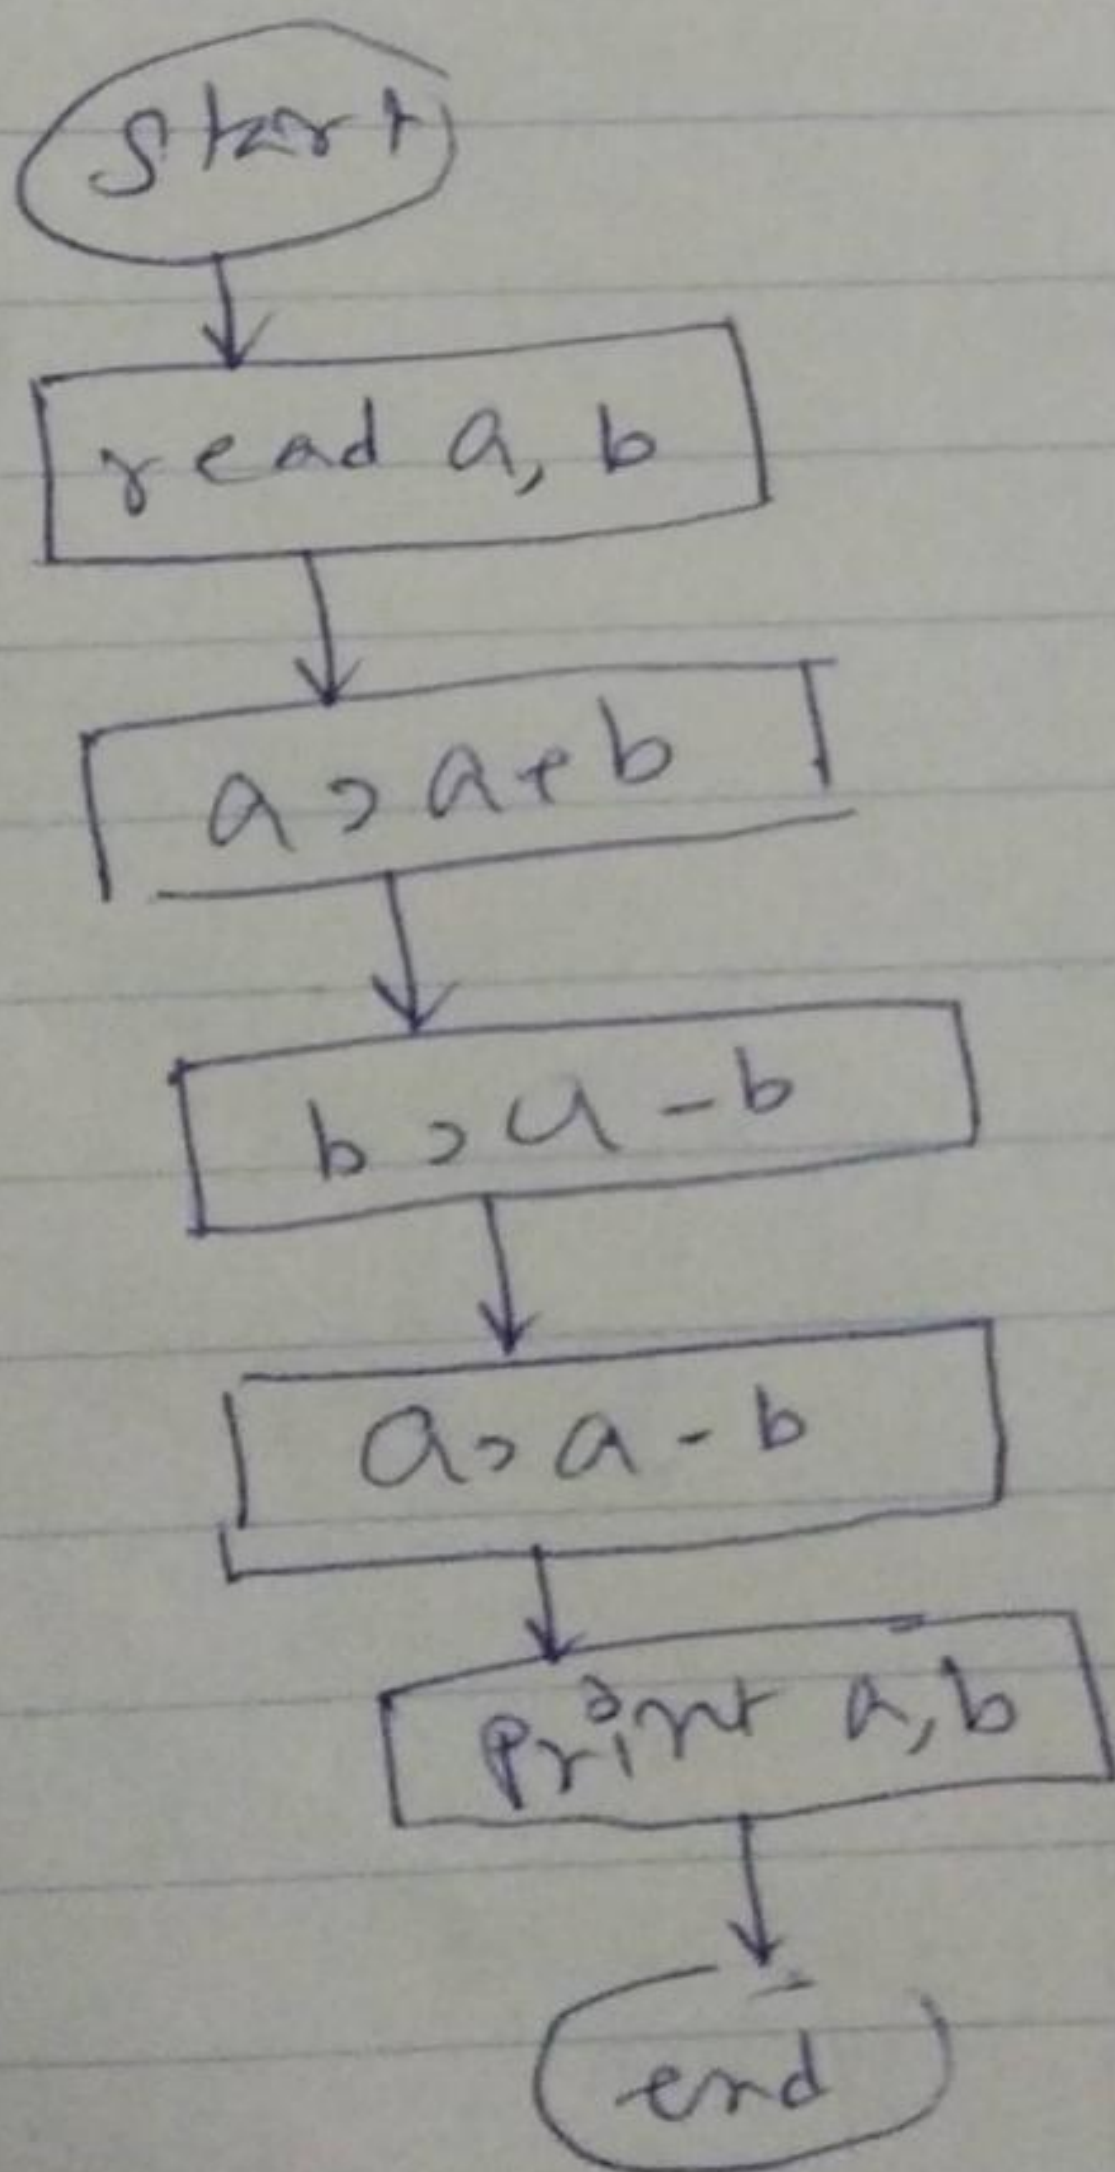 Start
read a, b
a = a+b
b = a - b
a = a - b
Print a, b
end